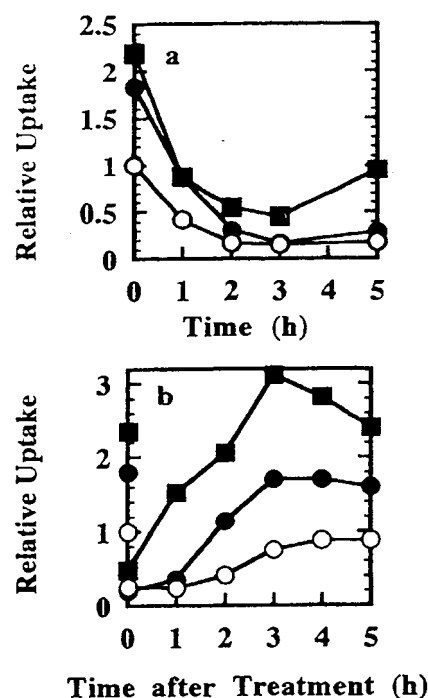 2.5
2
1.5
1
0.5
0
a
Relative Uptake
0 1 2 3 4 5
Time (h)
3
2
1
0
b
Relative Uptake
0 1 2 3 4 5
Time after Treatment (h)